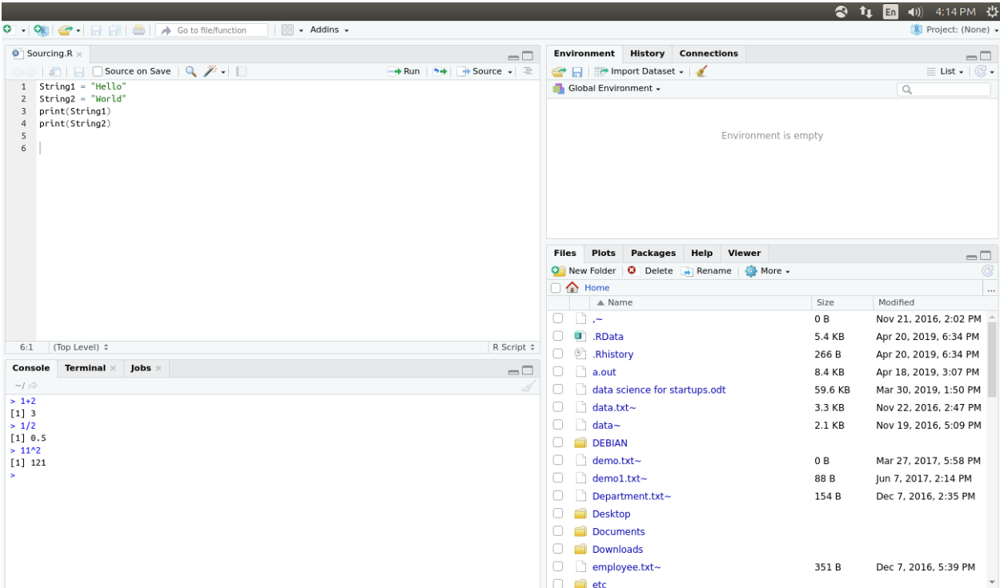 En 4:14 PM
Go to file/function Addins Project: (None)
Sourcing.R
Source on Save Run Source
1 String1 = "Hello"
2 String2 = "World"
3 print(String1)
4 print(String2)
5
6
6:1 (Top Level) R Script
Console Terminal Jobs
~/
> 1+2
[1] 3
> 1/2
[1] 0.5
> 11^2
[1] 121
>
Environment History Connections
Import Dataset List
Global Environment
Environment is empty
Files Plots Packages Help Viewer
New Folder Delete Rename More
Home ...
Name Size Modified
,~ 0 B Nov 21, 2016, 2:02 PM
.RData 5.4 KB Apr 20, 2019, 6:34 PM
.Rhistory 266 B Apr 20, 2019, 6:34 PM
a.out 8.4 KB Apr 18, 2019, 3:07 PM
data science for startups.odt 59.6 KB Mar 30, 2019, 1:50 PM
data.txt~ 3.3 KB Nov 22, 2016, 2:47 PM
data~ 2.1 KB Nov 19, 2016, 5:09 PM
DEBIAN
demo.txt~ 0 B Mar 27, 2017, 5:58 PM
demo1.txt~ 88 B Jun 7, 2017, 2:14 PM
Department.txt~ 154 B Dec 7, 2016, 2:35 PM
Desktop
Documents
Downloads
employee.txt~ 351 B Dec 7, 2016, 5:39 PM
etc